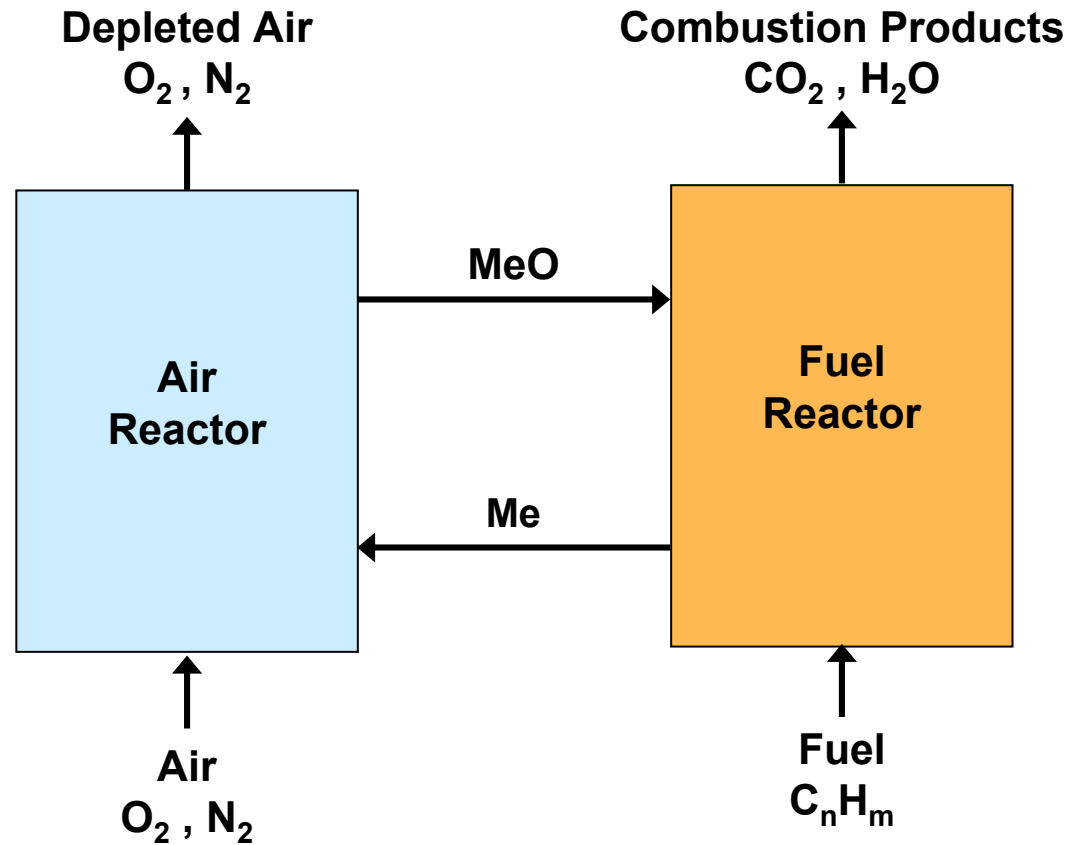 Depleted Air
O₂ , N₂
Combustion Products
CO₂ , H₂O
MeO
Air
Reactor
Fuel
Reactor
Me
Air
O₂ , N₂
Fuel
CₙHₘ